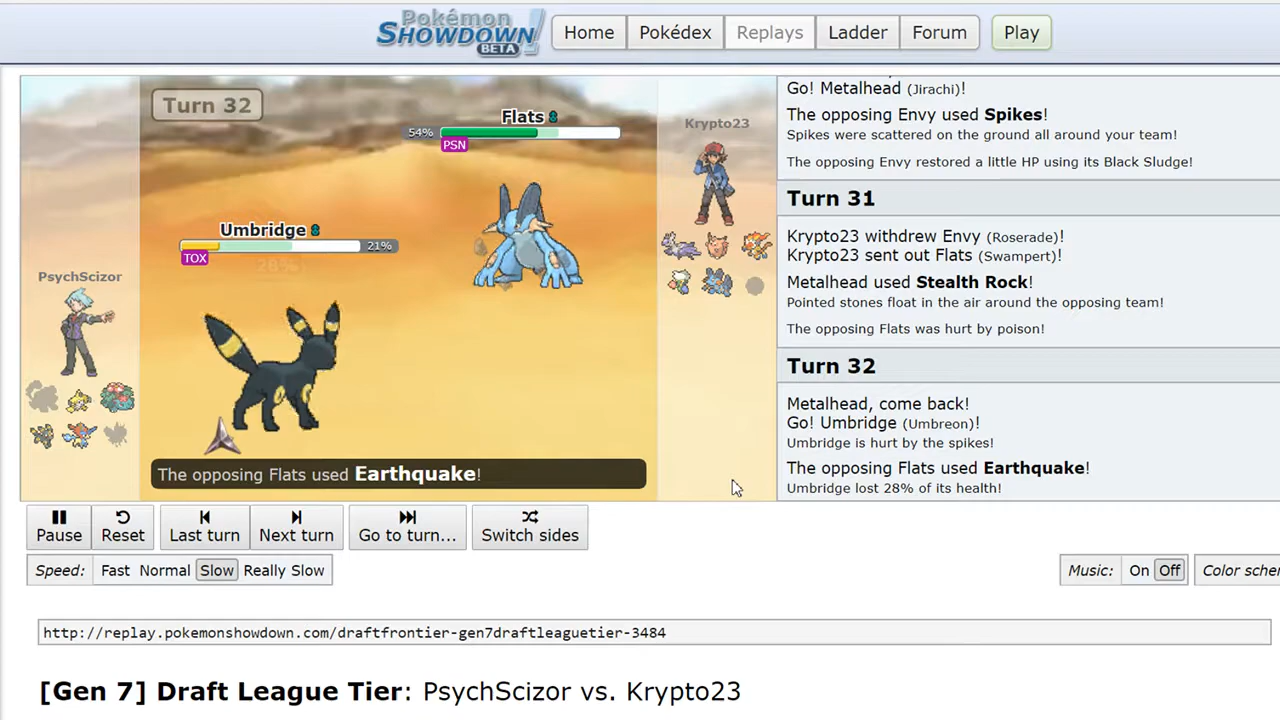 Pokémon
SHOWDOWN!
BETA
Home
Pokédex
Replays
Ladder
Forum
Play
Turn 32
Flats
54%
PSN
Krypto23
Umbridge
21%
TOX
28%
PsychScizor
The opposing Flats used Earthquake!
Go! Metalhead (Jirachi)!
The opposing Envy used Spikes!
Spikes were scattered on the ground all around your team!
The opposing Envy restored a little HP using its Black Sludge!
Turn 31
Krypto23 withdrew Envy (Roserade)!
Krypto23 sent out Flats (Swampert)!
Metalhead used Stealth Rock!
Pointed stones float in the air around the opposing team!
The opposing Flats was hurt by poison!
Turn 32
Metalhead, come back!
Go! Umbridge (Umbreon)!
Umbridge is hurt by the spikes!
The opposing Flats used Earthquake!
Umbridge lost 28% of its health!
Pause
Reset
Last turn
Next turn
Go to turn...
Switch sides
Speed: Fast Normal Slow Really Slow
Music: On Off
Color schem
http://replay.pokemonshowdown.com/draftfrontier-gen7draftleaguetier-3484
[Gen 7] Draft League Tier: PsychScizor vs. Krypto23